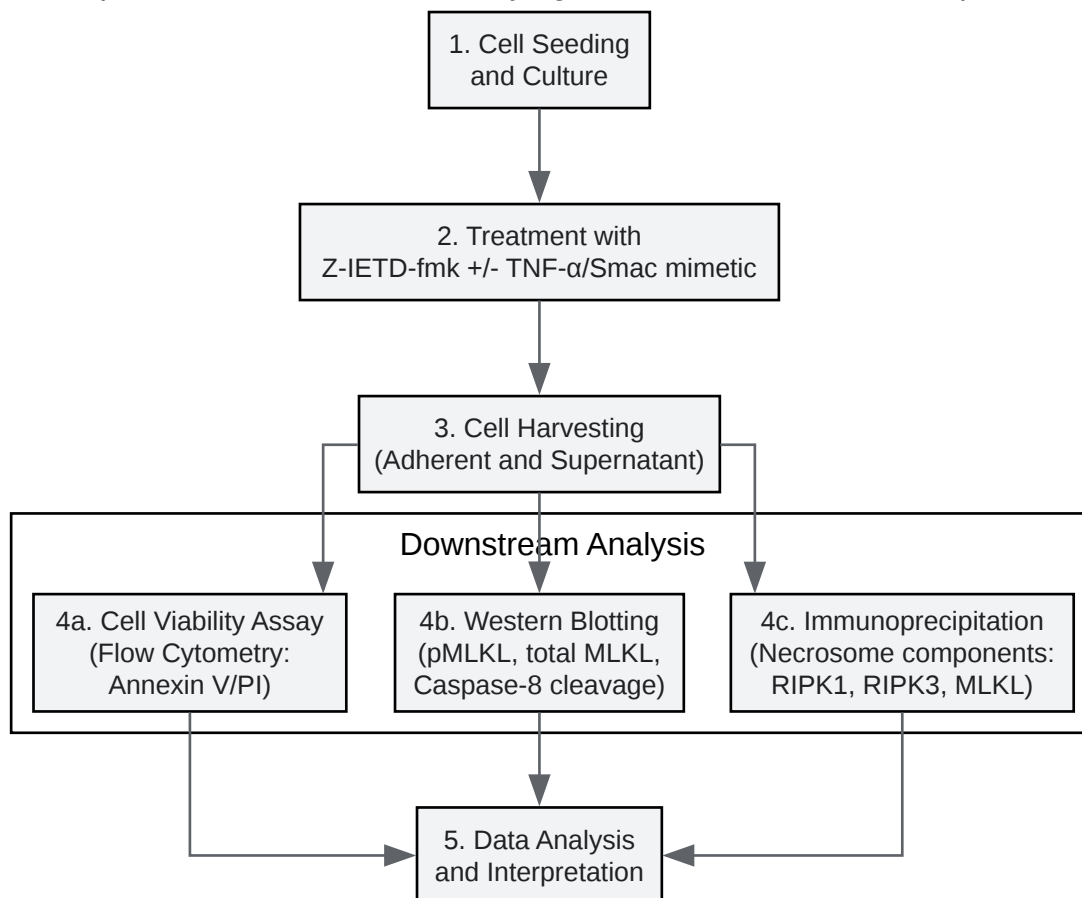 1. Cell Seeding
and Culture
2. Treatment with
Z-IETD-fmk +/- TNF-α/Smac mimetic
3. Cell Harvesting
(Adherent and Supernatant)
Downstream Analysis
4a. Cell Viability Assay
(Flow Cytometry:
Annexin V/PI)
4b. Western Blotting
(pMLKL, total MLKL,
Caspase-8 cleavage)
4c. Immunoprecipitation
(Necrosome components:
RIPK1, RIPK3, MLKL)
5. Data Analysis
and Interpretation